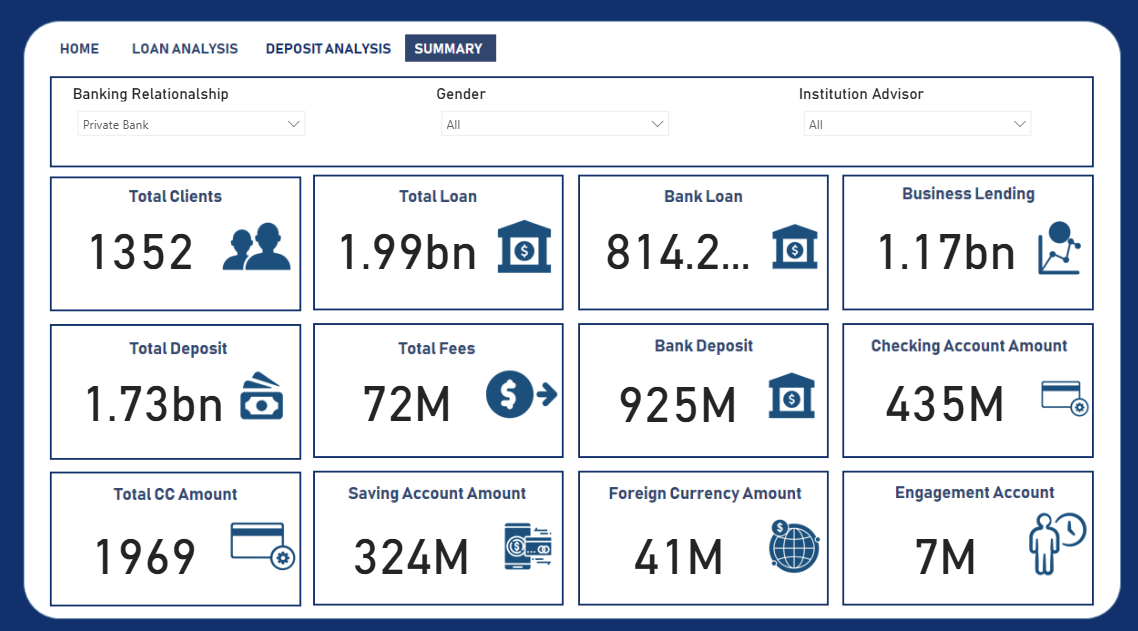 HOME LOAN ANALYSIS DEPOSIT ANALYSIS SUMMARY
Banking Relationalship Gender Institution Advisor
Private Bank All All
Total Clients Total Loan Bank Loan Business Lending
1352 1.99bn 814.2... 1.17bn
Total Deposit Total Fees Bank Deposit Checking Account Amount
1.73bn 72M 925M 435M
Total CC Amount Saving Account Amount Foreign Currency Amount Engagement Account
1969 324M 41M 7M